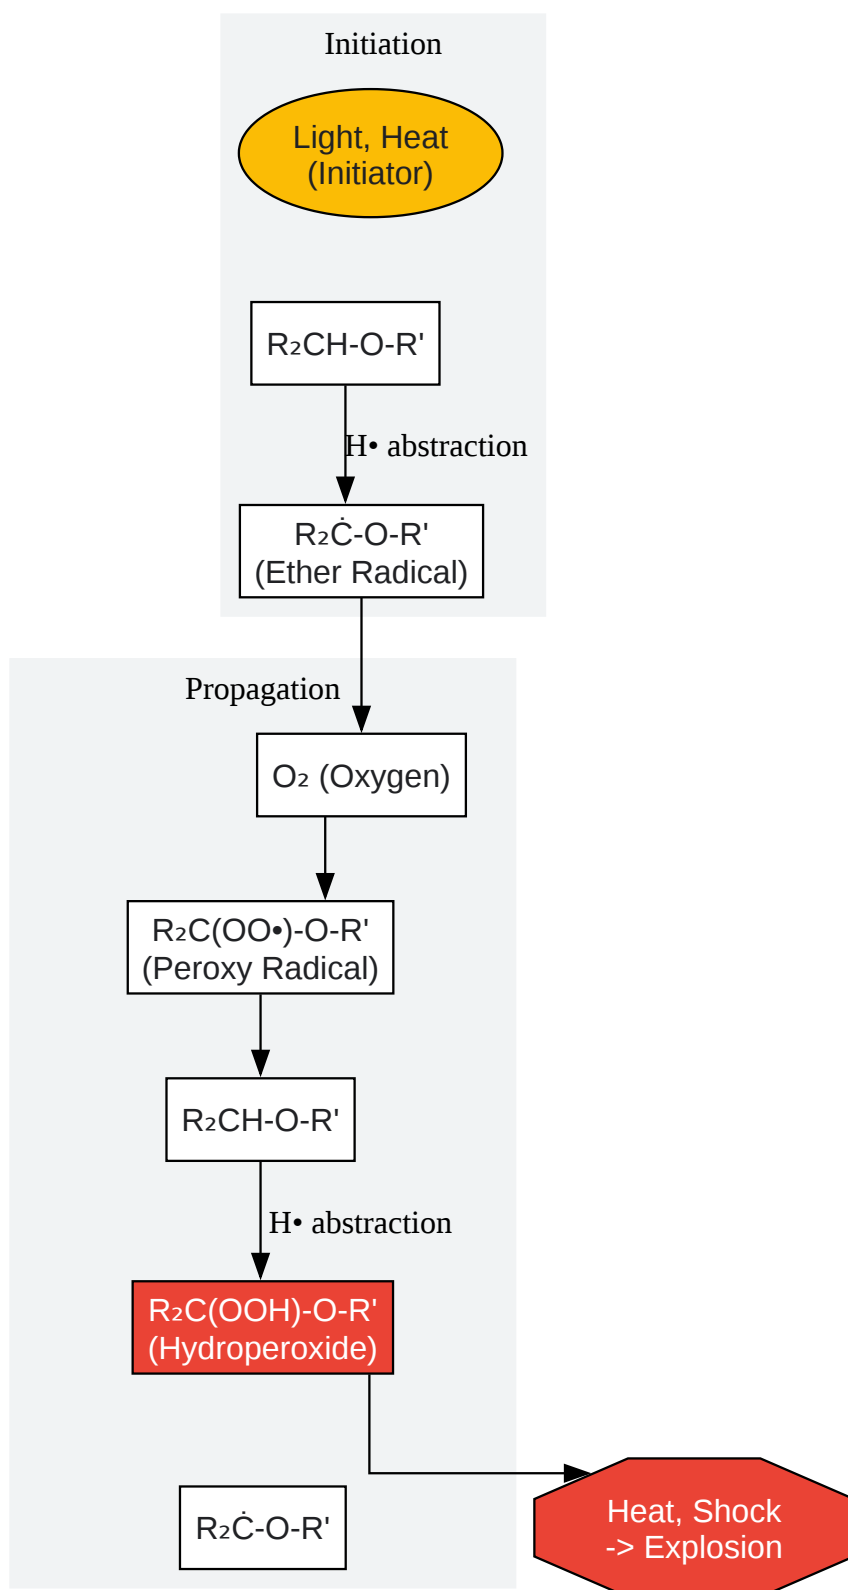 Initiation
Light, Heat
(Initiator)
R₂CH-O-R'
H• abstraction
R₂Ċ-O-R'
(Ether Radical)
Propagation
O₂ (Oxygen)
R₂C(OO•)-O-R'
(Peroxy Radical)
R₂CH-O-R'
H• abstraction
R₂C(OOH)-O-R'
(Hydroperoxide)
R₂Ċ-O-R'
Heat, Shock
-> Explosion